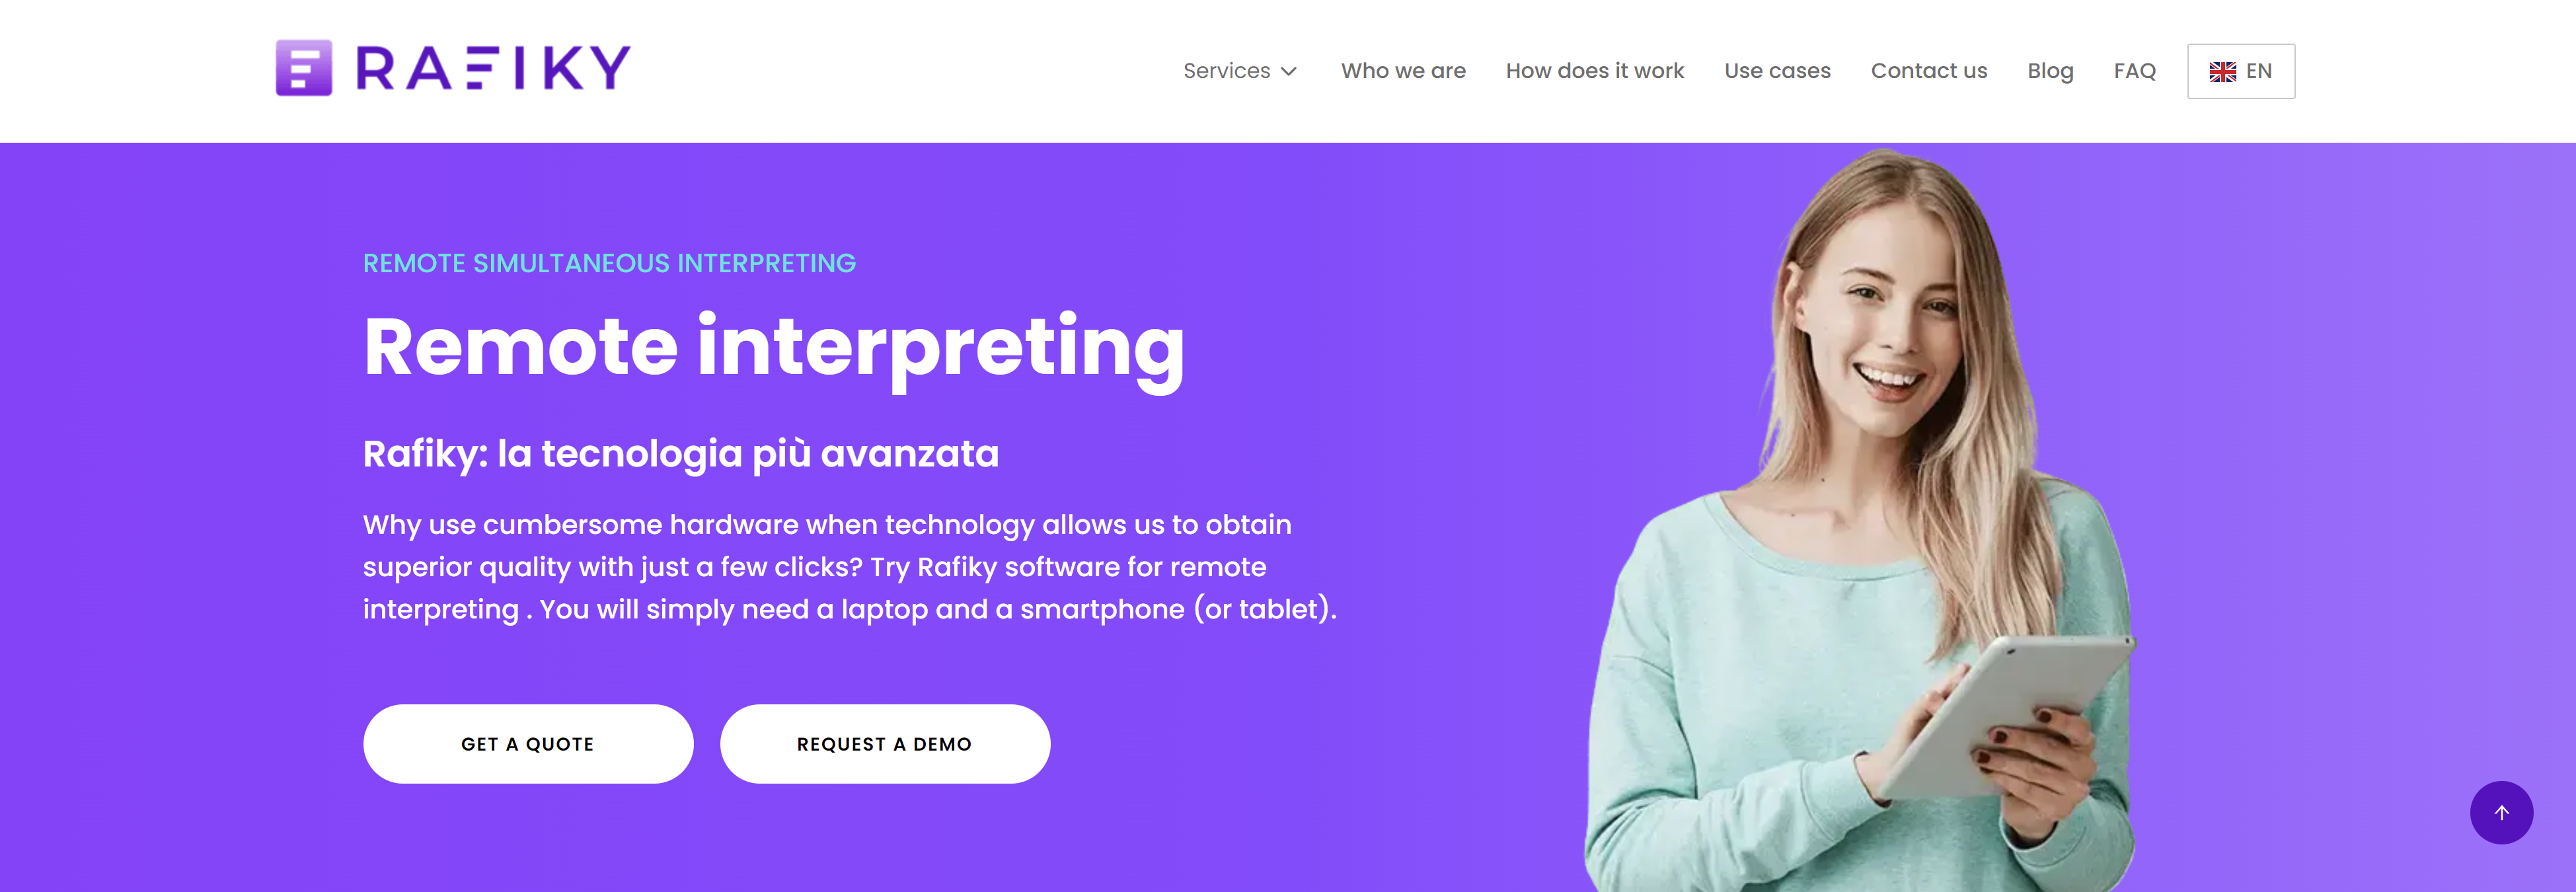 RAFIKY
Services
Who we are
How does it work
Use cases
Contact us
Blog
FAQ
EN
REMOTE SIMULTANEOUS INTERPRETING
Remote interpreting
Rafiky: la tecnologia più avanzata
Why use cumbersome hardware when technology allows us to obtain
superior quality with just a few clicks? Try Rafiky software for remote
interpreting . You will simply need a laptop and a smartphone (or tablet).
GET A QUOTE
REQUEST A DEMO